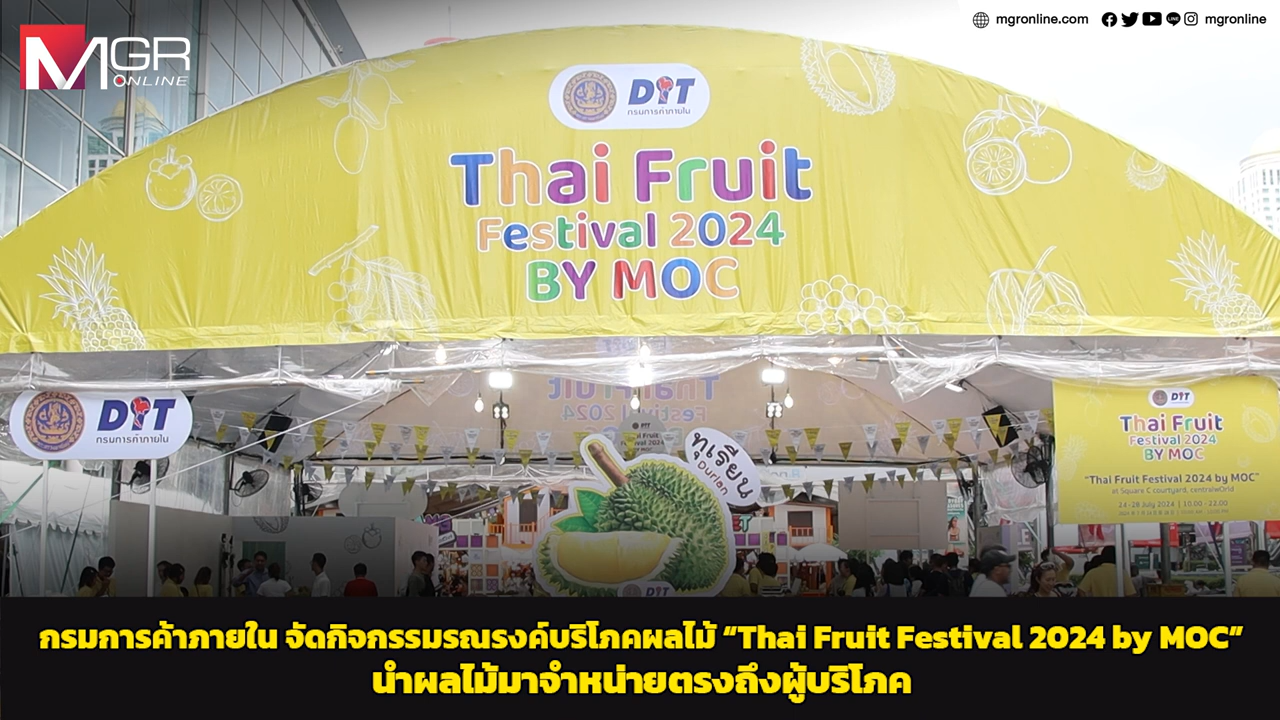 MGR ONLINE
mgronline.com mgronline
DIT
กรมการค้าภายใน
Thai Fruit
Festival 2024
BY MOC
DIT
กรมการค้าภายใน
ทุเรียน
Durian
DIT
DIT
Thai Fruit
Festival 2024
BY MOC
"Thai Fruit Festival 2024 by MOC"
at Square C courtyard, centralwOrld
24-28 July 2024 | 10.00 - 22.00
กรมการค้าภายใน จัดกิจกรรมรณรงค์บริโภคผลไม้ “Thai Fruit Festival 2024 by MOC”
นำผลไม้มาจำหน่ายตรงถึงผู้บริโภค